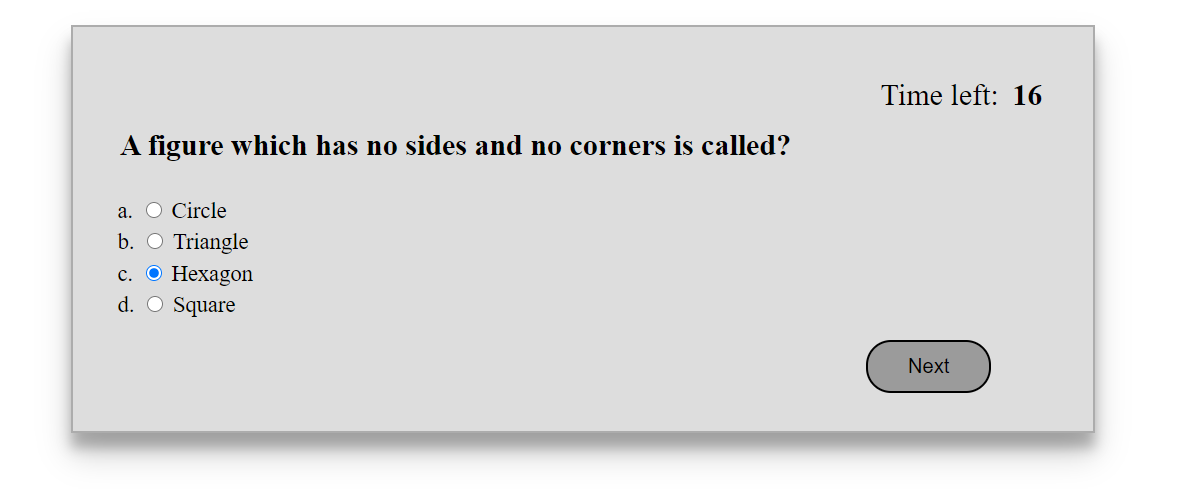 Time left: 16
A figure which has no sides and no corners is called?
a. Circle
b. Triangle
c. Hexagon
d. Square
Next